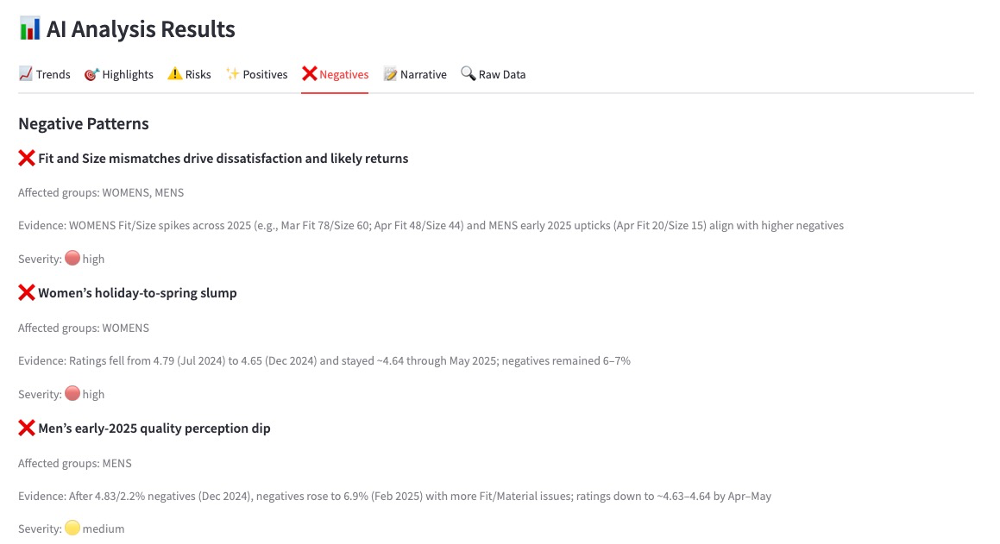 AI Analysis Results
Trends Highlights Risks Positives Negatives Narrative Raw Data
Negative Patterns
Fit and Size mismatches drive dissatisfaction and likely returns
Affected groups: WOMENS, MENS
Evidence: WOMENS Fit/Size spikes across 2025 (e.g., Mar Fit 78/Size 60; Apr Fit 48/Size 44) and MENS early 2025 upticks (Apr Fit 20/Size 15) align with higher negatives
Severity: high
Women’s holiday-to-spring slump
Affected groups: WOMENS
Evidence: Ratings fell from 4.79 (Jul 2024) to 4.65 (Dec 2024) and stayed ~4.64 through May 2025; negatives remained 6–7%
Severity: high
Men’s early-2025 quality perception dip
Affected groups: MENS
Evidence: After 4.83/2.2% negatives (Dec 2024), negatives rose to 6.9% (Feb 2025) with more Fit/Material issues; ratings down to ~4.63–4.64 by Apr–May
Severity: medium